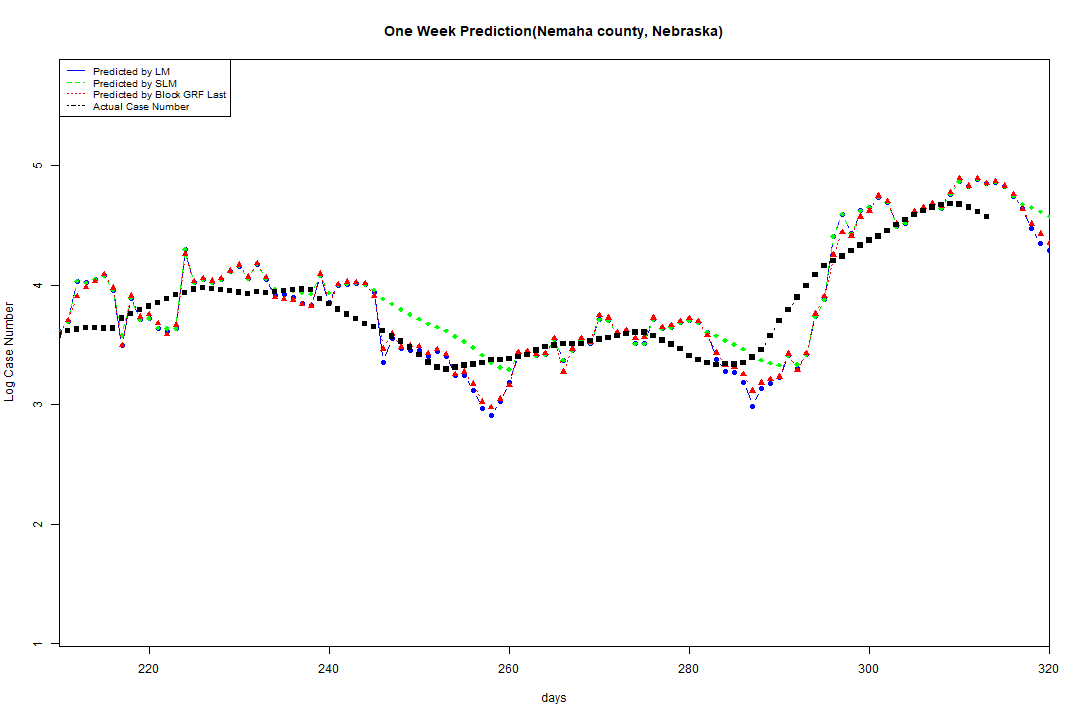 One Week Prediction(Nemaha county, Nebraska)
Predicted by LM
Predicted by SLM
Predicted by Block GRF Last
Actual Case Number
5
4
3
2
1
Log Case Number
220 240 260 280 300 320
days